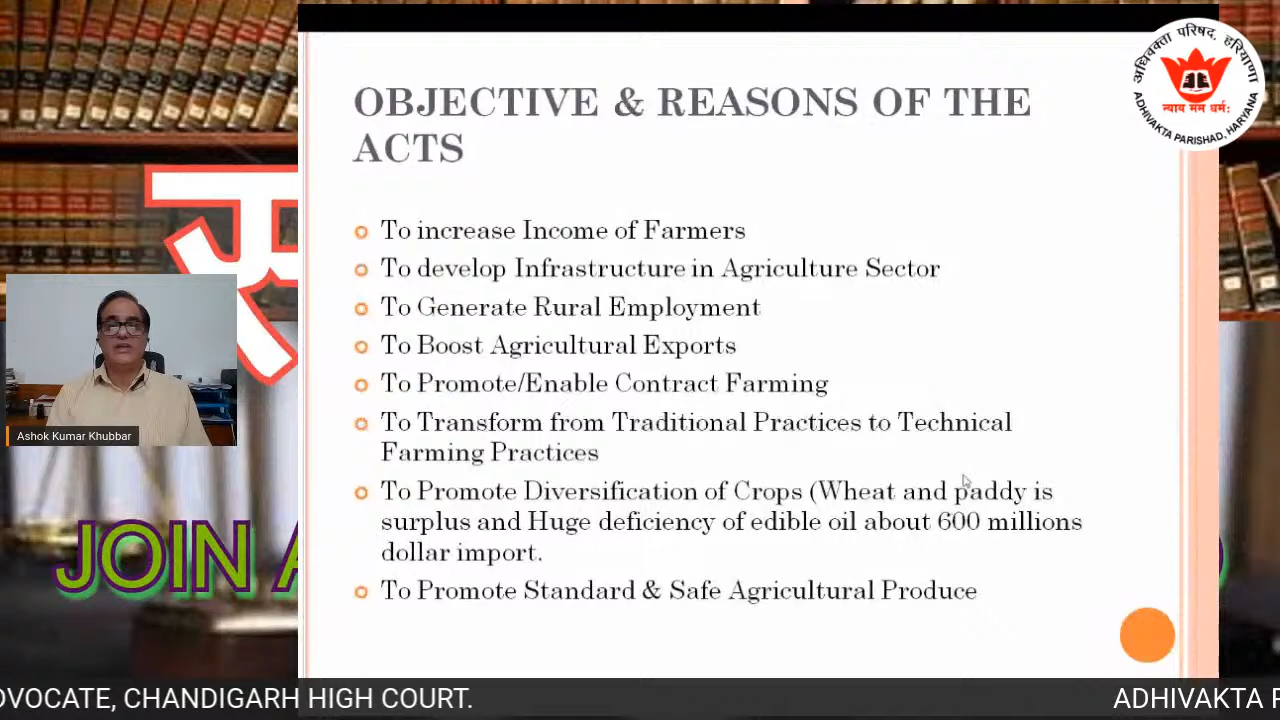 OBJECTIVE & REASONS OF THE
ACTS
To increase Income of Farmers
To develop Infrastructure in Agriculture Sector
To Generate Rural Employment
To Boost Agricultural Exports
To Promote/Enable Contract Farming
To Transform from Traditional Practices to Technical
Farming Practices
To Promote Diversification of Crops (Wheat and paddy is
surplus and Huge deficiency of edible oil about 600 millions
dollar import.
To Promote Standard & Safe Agricultural Produce
अधिवक्ता परिषद, हरियाणा
न्याय मम धर्म:
ADHIVAKTA PARISHAD, HARYANA
Ashok Kumar Khubbar
JOIN
DVOCATE, CHANDIGARH HIGH COURT.
ADHIVAKTA P